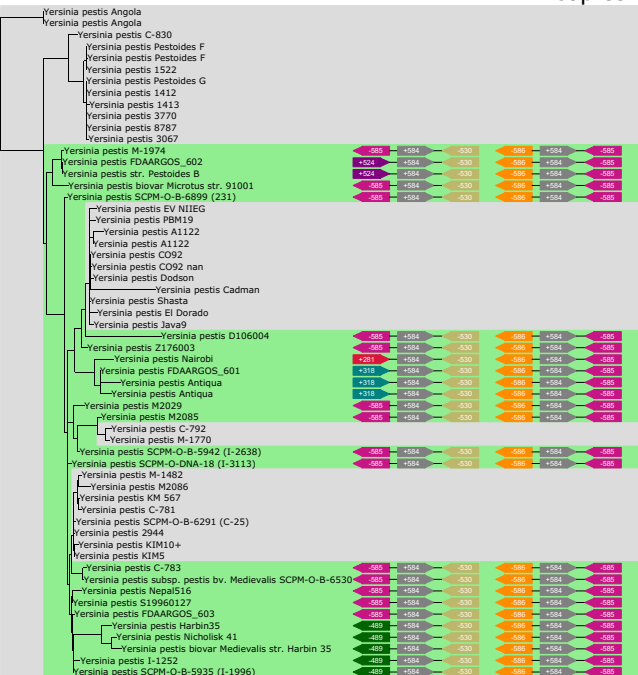 Yersinia pestis Angola
Yersinia pestis Angola
Yersinia pestis C-830
Yersinia pestis Pestoides F
Yersinia pestis Pestoides F
Yersinia pestis 1522
Yersinia pestis Pestoides G
Yersinia pestis 1412
Yersinia pestis 1413
Yersinia pestis 3770
Yersinia pestis 8787
Yersinia pestis 3067
Yersinia pestis M-1974 -585 +584 -530 -586 +584 -585
Yersinia pestis FDAARGOS_602 +524 +584 -530 -586 +584 -585
Yersinia pestis str. Pestoides B +524 +584 -530 -586 +584 -585
Yersinia pestis biovar Microtus str. 91001 -585 +584 -530 -586 +584 -585
Yersinia pestis SCPM-O-B-6899 (231) -585 +584 -530 -586 +584 -585
Yersinia pestis EV NIIEG
Yersinia pestis PBM19
Yersinia pestis A1122
Yersinia pestis A1122
Yersinia pestis CO92
Yersinia pestis CO92 nan
Yersinia pestis Dodson
Yersinia pestis Cadman
Yersinia pestis Shasta
Yersinia pestis El Dorado
Yersinia pestis Java9
Yersinia pestis D106004 -585 +584 -530 -586 +584 -585
Yersinia pestis Z176003 -585 +584 -530 -586 +584 -585
Yersinia pestis Nairobi +281 +584 -530 -586 +584 -585
Yersinia pestis FDAARGOS_601 +318 +584 -530 -586 +584 -585
Yersinia pestis Antiqua +318 +584 -530 -586 +584 -585
Yersinia pestis Antiqua +318 +584 -530 -586 +584 -585
Yersinia pestis M2029 -585 +584 -530 -586 +584 -585
Yersinia pestis M2085 -585 +584 -530 -586 +584 -585
Yersinia pestis C-792
Yersinia pestis M-1770
Yersinia pestis SCPM-O-B-5942 (I-2638) -585 +584 -530 -586 +584 -585
Yersinia pestis SCPM-O-DNA-18 (I-3113) -585 +584 -530 -586 +584 -585
Yersinia pestis M-1482
Yersinia pestis M2086
Yersinia pestis KM 567
Yersinia pestis C-781
Yersinia pestis SCPM-O-B-6291 (C-25)
Yersinia pestis 2944
Yersinia pestis KIM10+
Yersinia pestis KIM5
Yersinia pestis C-783 -585 +584 -530 -586 +584 -585
Yersinia pestis subsp. pestis bv. Medievalis SCPM-O-B-6530 -585 +584 -530 -586 +584 -585
Yersinia pestis Nepal516 -585 +584 -530 -586 +584 -585
Yersinia pestis S19960127 -585 +584 -530 -586 +584 -585
Yersinia pestis FDAARGOS_603 -585 +584 -530 -586 +584 -585
Yersinia pestis Harbin35 -489 +584 -530 -586 +584 -585
Yersinia pestis Nicholisk 41 -489 +584 -530 -586 +584 -585
Yersinia pestis biovar Medievalis str. Harbin 35 -489 +584 -530 -586 +584 -585
Yersinia pestis I-1252 -489 +584 -530 -586 +584 -585
Yersinia pestis SCPM-O-B-5935 (I-1996) -489 +584 -530 -586 +584 -585